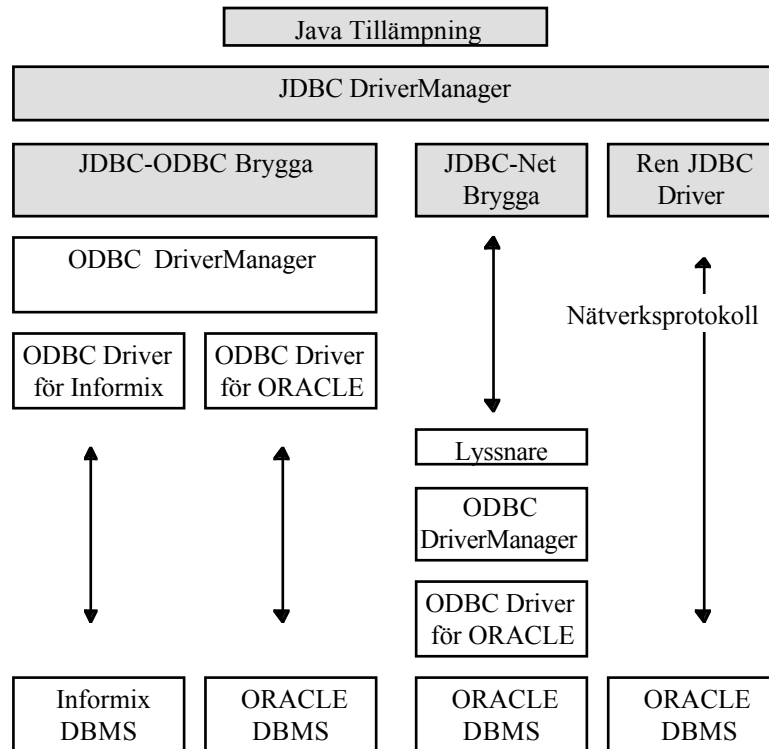 Java Tillämpning
JDBC DriverManager
JDBC-ODBC Brygga
JDBC-Net
Brygga
Ren JDBC
Driver
ODBC DriverManager
Nätverksprotokoll
ODBC Driver
för Informix
ODBC Driver
för ORACLE
Lyssnare
ODBC
DriverManager
ODBC Driver
för ORACLE
Informix
DBMS
ORACLE
DBMS
ORACLE
DBMS
ORACLE
DBMS